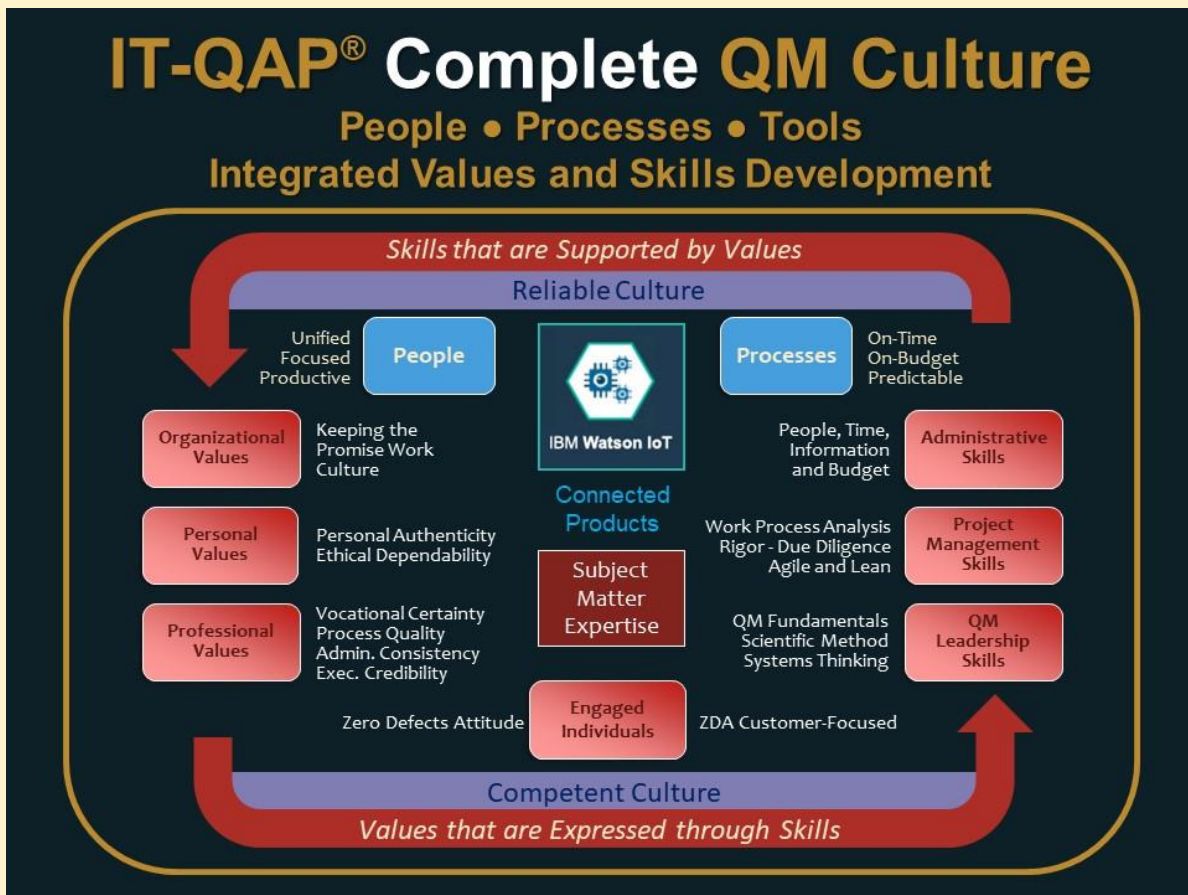 IT-QAP® Complete QM Culture
People ● Processes ● Tools
Integrated Values and Skills Development
Skills that are Supported by Values
Reliable Culture
Unified
Focused
Productive
People
IBM Watson IoT
Processes
On-Time
On-Budget
Predictable
Organizational
Values
Keeping the
Promise Work
Culture
People, Time,
Information
and Budget
Administrative
Skills
Connected
Products
Personal
Values
Personal Authenticity
Ethical Dependability
Work Process Analysis
Rigor - Due Diligence
Agile and Lean
Project
Management
Skills
Subject
Matter
Expertise
Professional
Values
Vocational Certainty
Process Quality
Admin. Consistency
Exec. Credibility
QM Fundamentals
Scientific Method
Systems Thinking
QM
Leadership
Skills
Zero Defects Attitude
Engaged
Individuals
ZDA Customer-Focused
Competent Culture
Values that are Expressed through Skills